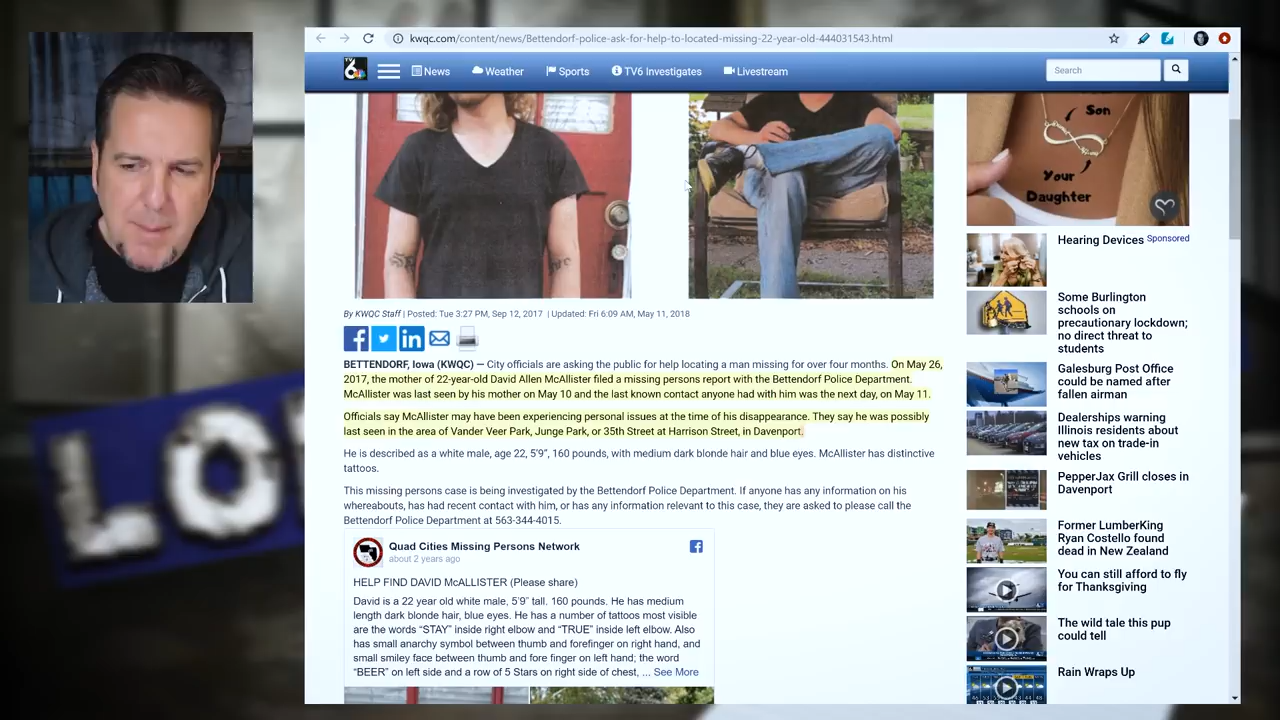 kwqc.com/content/news/Bettendorf-police-ask-for-help-to-located-missing-22-year-old-444031543.html
TV 6 News Weather Sports TV6 Investigates Livestream Search
Son
Your
Daughter
By KWQC Staff | Posted: Tue 3:27 PM, Sep 12, 2017 | Updated: Fri 6:09 AM, May 11, 2018
BETTENDORF, Iowa (KWQC) — City officials are asking the public for help locating a man missing for over four months. On May 26,
2017, the mother of 22-year-old David Allen McAllister filed a missing persons report with the Bettendorf Police Department.
McAllister was last seen by his mother on May 10 and the last known contact anyone had with him was the next day, on May 11.
Officials say McAllister may have been experiencing personal issues at the time of his disappearance. They say he was possibly
last seen in the area of Vander Veer Park, Junge Park, or 35th Street at Harrison Street, in Davenport.
He is described as a white male, age 22, 5'9", 160 pounds, with medium dark blonde hair and blue eyes. McAllister has distinctive
tattoos.
This missing persons case is being investigated by the Bettendorf Police Department. If anyone has any information on his
whereabouts, has had recent contact with him, or has any information relevant to this case, they are asked to please call the
Bettendorf Police Department at 563-344-4015.
Quad Cities Missing Persons Network
about 2 years ago
HELP FIND DAVID McALLISTER (Please share)
David is a 22 year old white male, 5'9" tall. 160 pounds. He has medium
length dark blonde hair, blue eyes. He has a number of tattoos most visible
are the words "STAY" inside right elbow and "TRUE" inside left elbow. Also
has small anarchy symbol between thumb and forefinger on right hand, and
small smiley face between thumb and fore finger on left hand; the word
"BEER" on left side and a row of 5 Stars on right side of chest, ... See More
Hearing Devices Sponsored
Some Burlington
schools on
precautionary lockdown;
no direct threat to
students
Galesburg Post Office
could be named after
fallen airman
Dealerships warning
Illinois residents about
new tax on trade-in
vehicles
PepperJax Grill closes in
Davenport
Former LumberKing
Ryan Costello found
dead in New Zealand
You can still afford to fly
for Thanksgiving
The wild tale this pup
could tell
Rain Wraps Up
LO